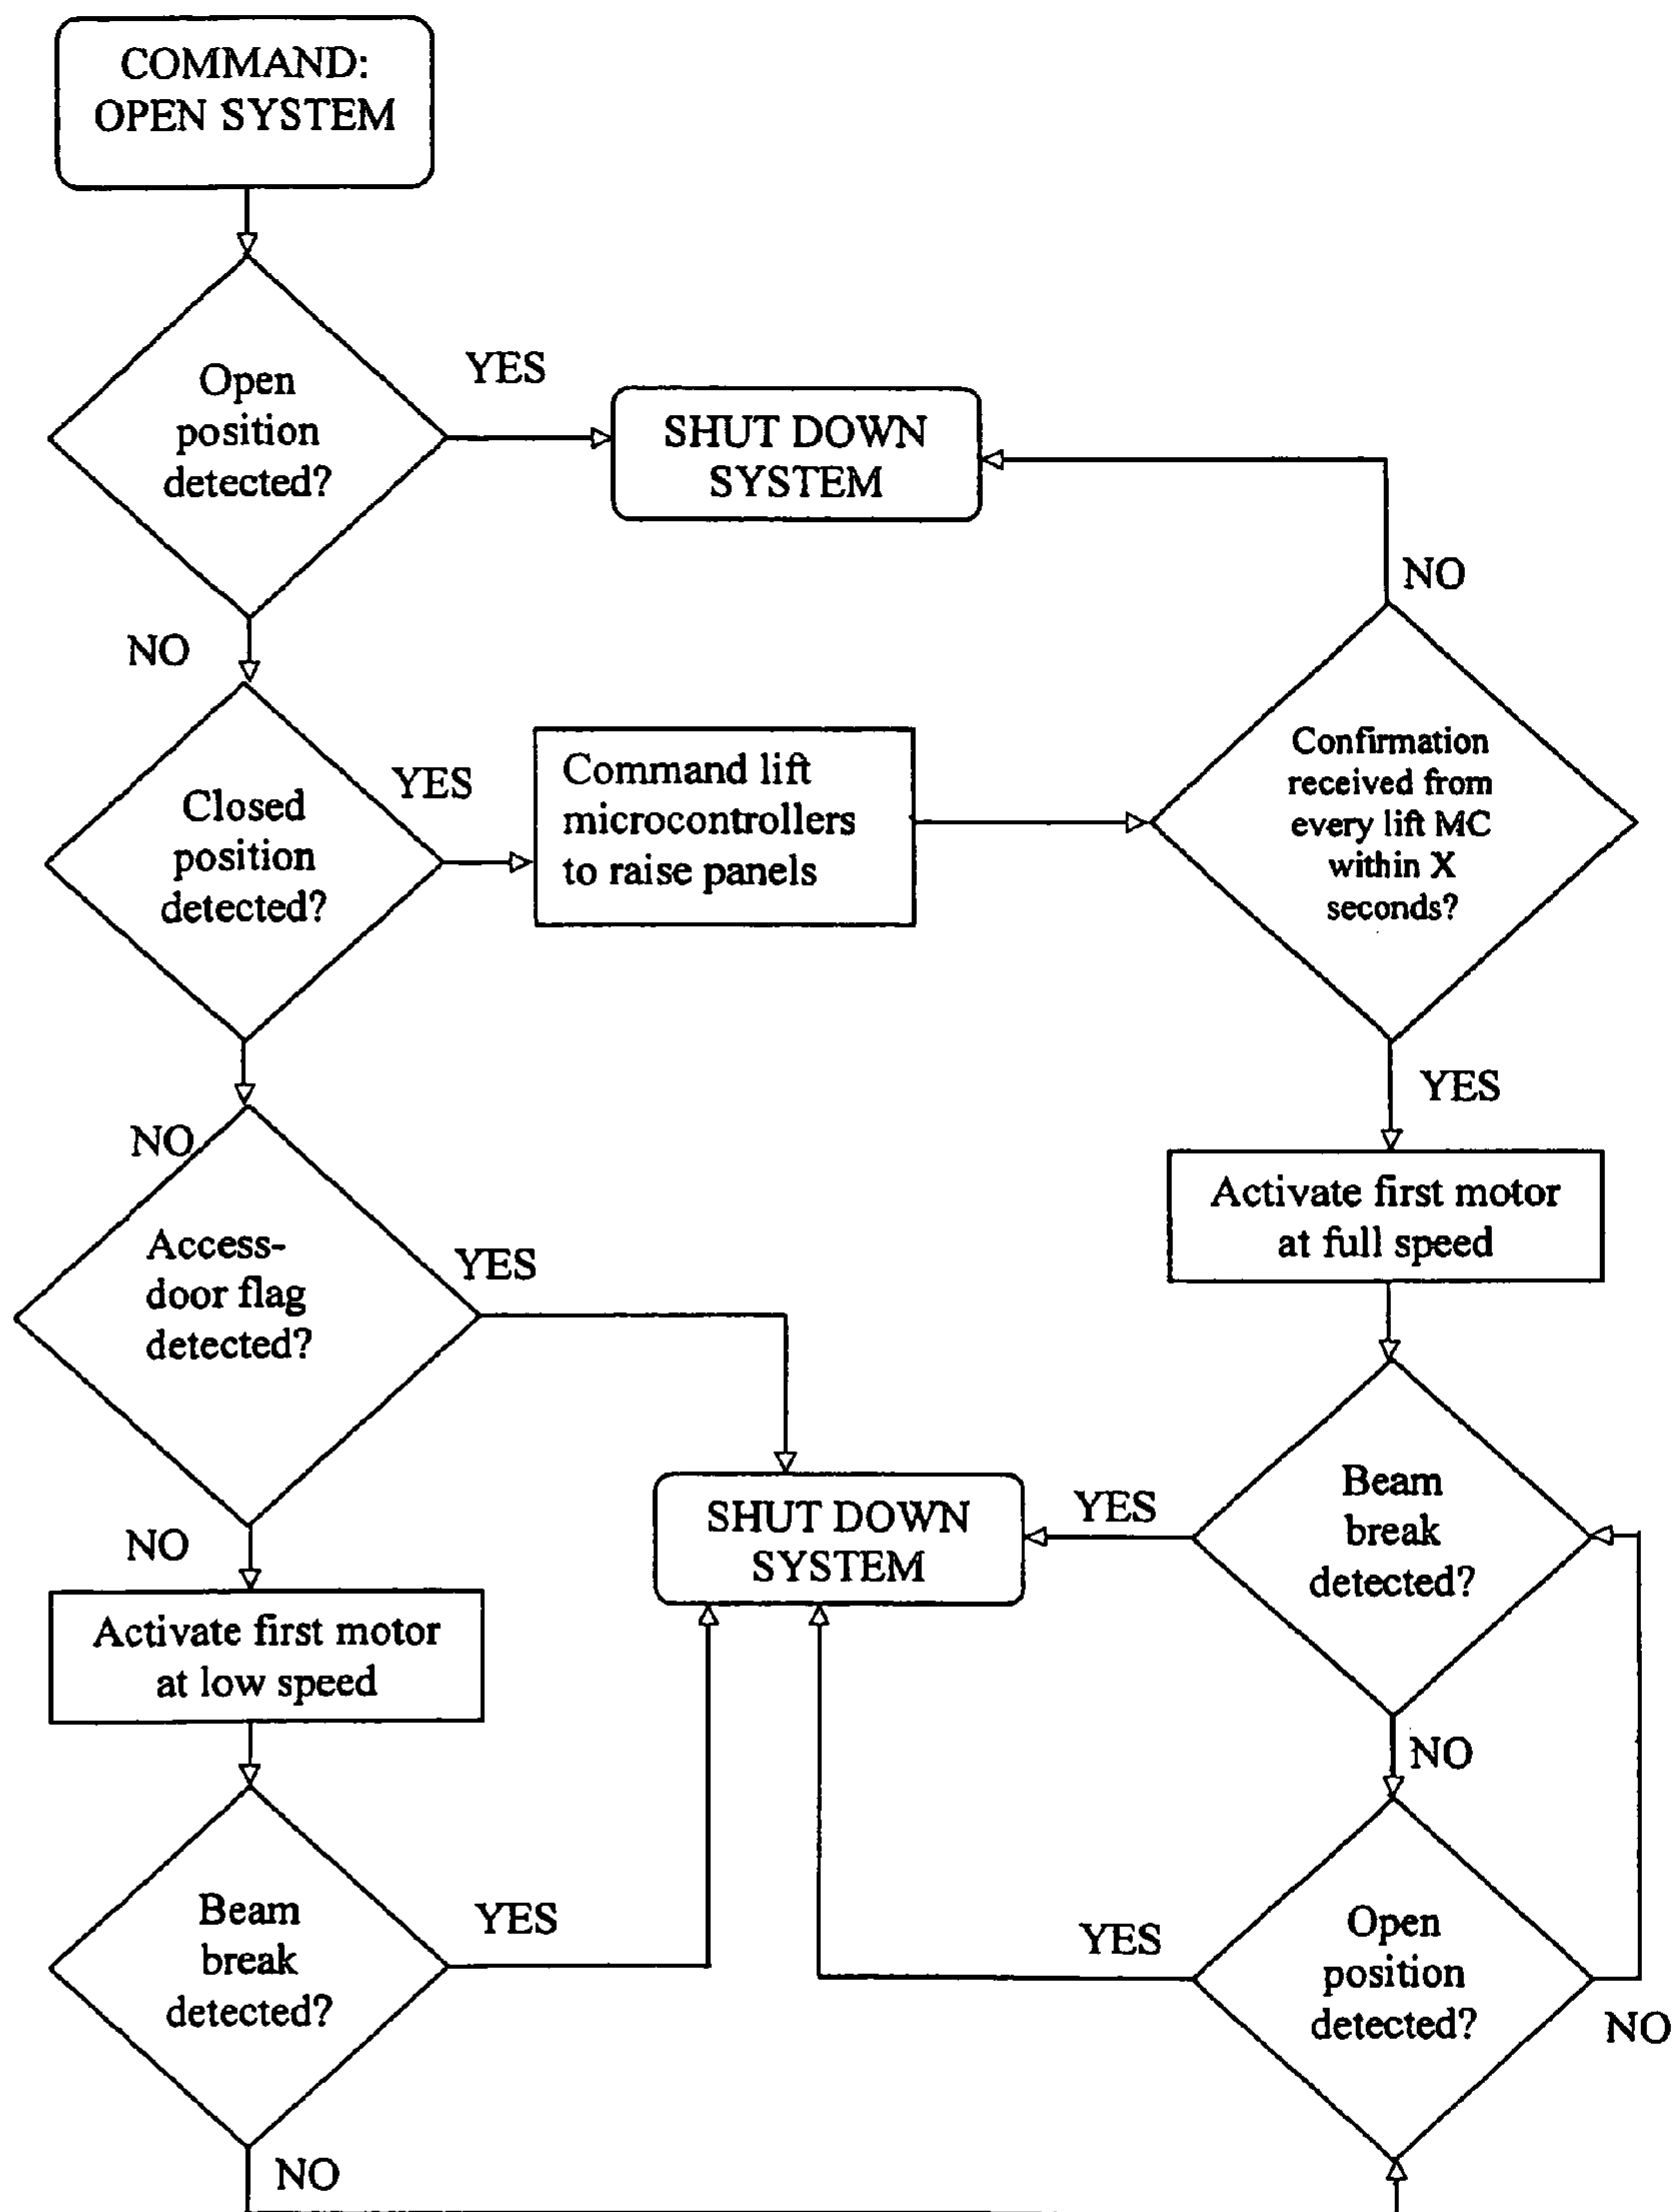 COMMAND:
OPEN SYSTEM
Open
position
detected?
YES
SHUT DOWN
SYSTEM
NO
NO
Closed
position
detected?
YES
Command lift
microcontrollers
to raise panels
Confirmation
received from
every lift MC
within X
seconds?
YES
NO
Access-
door flag
detected?
YES
Activate first motor
at full speed
NO
SHUT DOWN
SYSTEM
YES
Beam
break
detected?
Activate first motor
at low speed
NO
Beam
break
detected?
YES
YES
Open
position
detected?
NO
NO